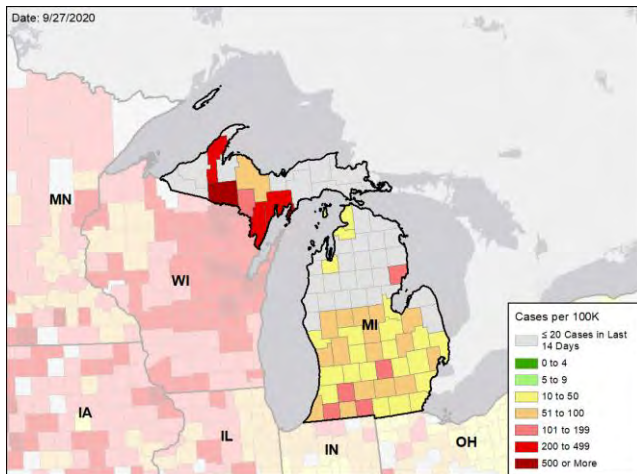 Date: 9/27/2020
MN
WI
MI
IA
IL
IN
OH
Cases per 100K
≤ 20 Cases in Last
14 Days
0 to 4
5 to 9
10 to 50
51 to 100
101 to 199
200 to 499
500 or More